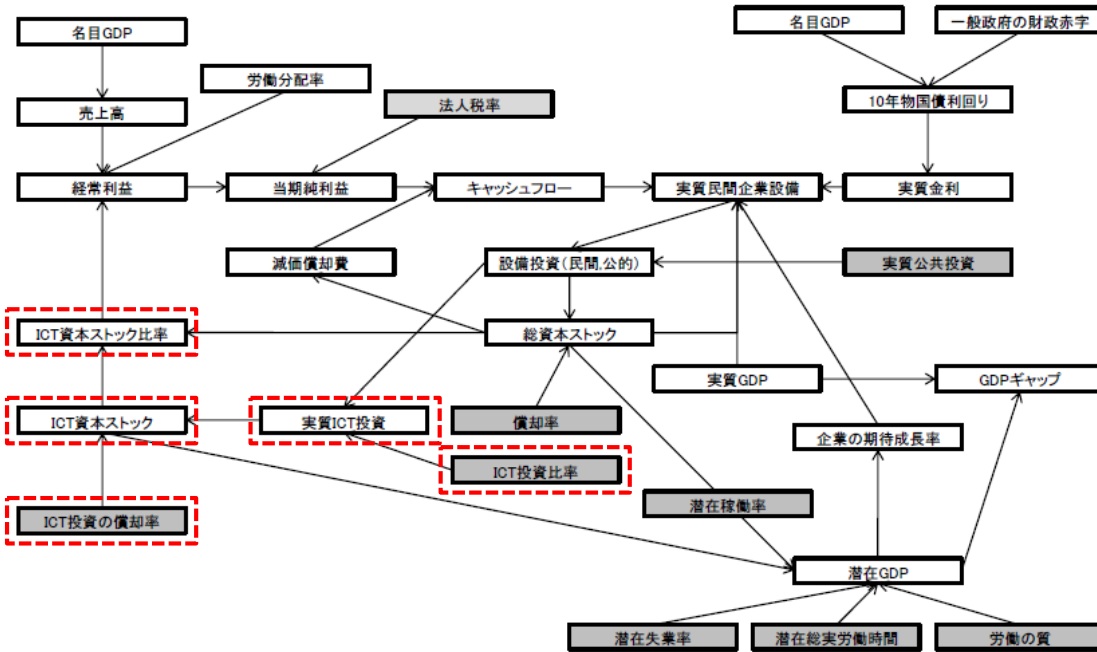 名目GDP
名目GDP
一般政府の財政赤字
労働分配率
売上高
法人税率
10年物国債利回り
経常利益
当期純利益
キャッシュフロー
実質民間企業設備
実質金利
減価償却費
設備投資(民間,公的)
実質公共投資
ICT資本ストック比率
総資本ストック
実質GDP
GDPギャップ
ICT資本ストック
実質ICT投資
償却率
企業の期待成長率
ICT投資比率
潜在稼働率
ICT投資の償却率
潜在GDP
潜在失業率
潜在総実労働時間
労働の質